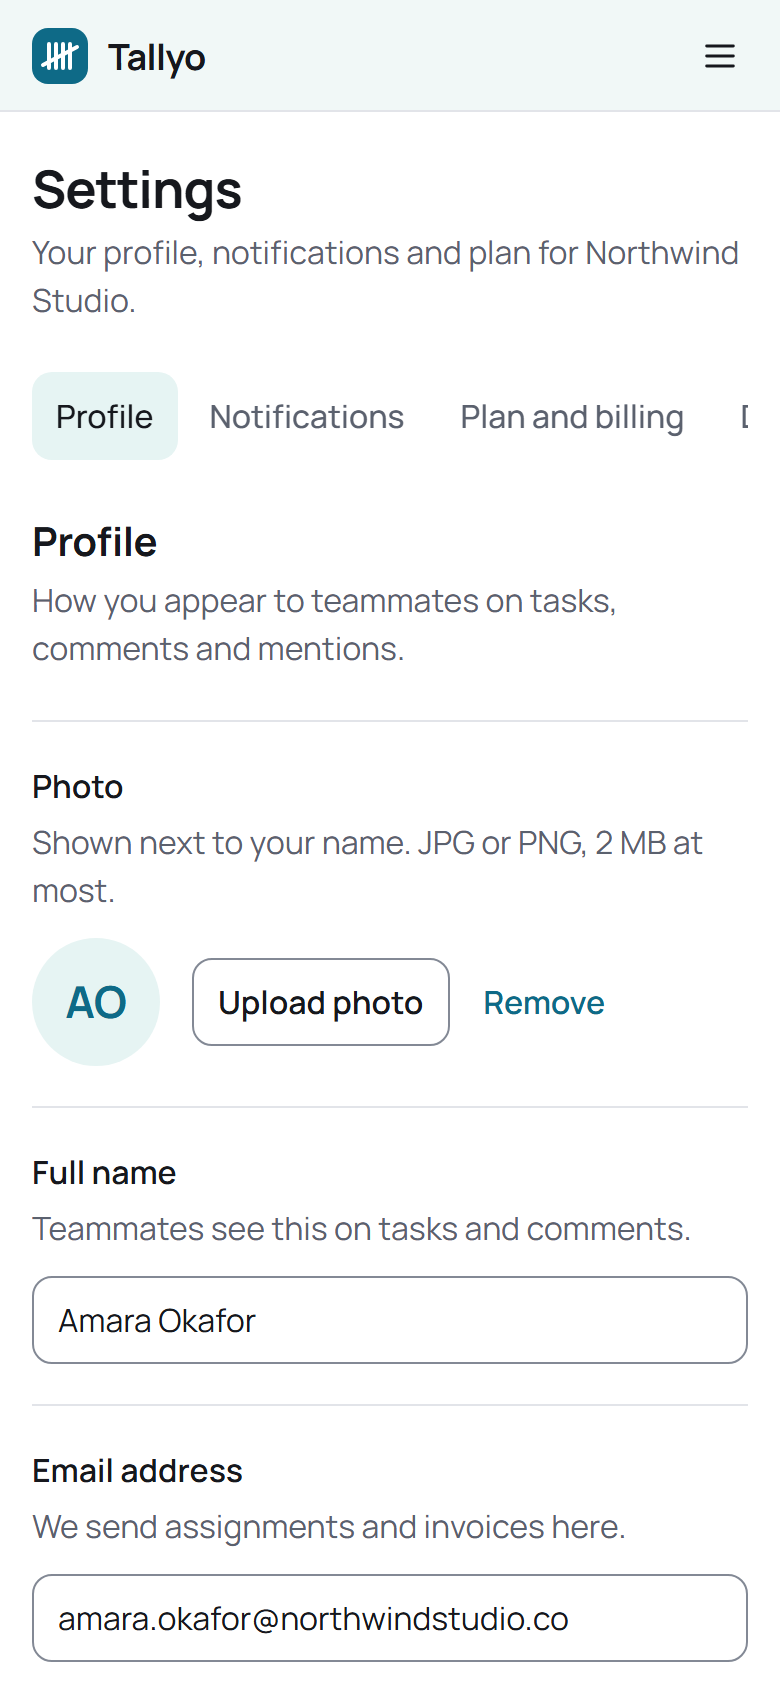 Tallyo
Settings
Your profile, notifications and plan for Northwind
Studio.
Profile
Notifications
Plan and billing
Profile
How you appear to teammates on tasks,
comments and mentions.
Photo
Shown next to your name. JPG or PNG, 2 MB at
most.
AO
Upload photo
Remove
Full name
Teammates see this on tasks and comments.
Amara Okafor
Email address
We send assignments and invoices here.
amara.okafor@northwindstudio.co